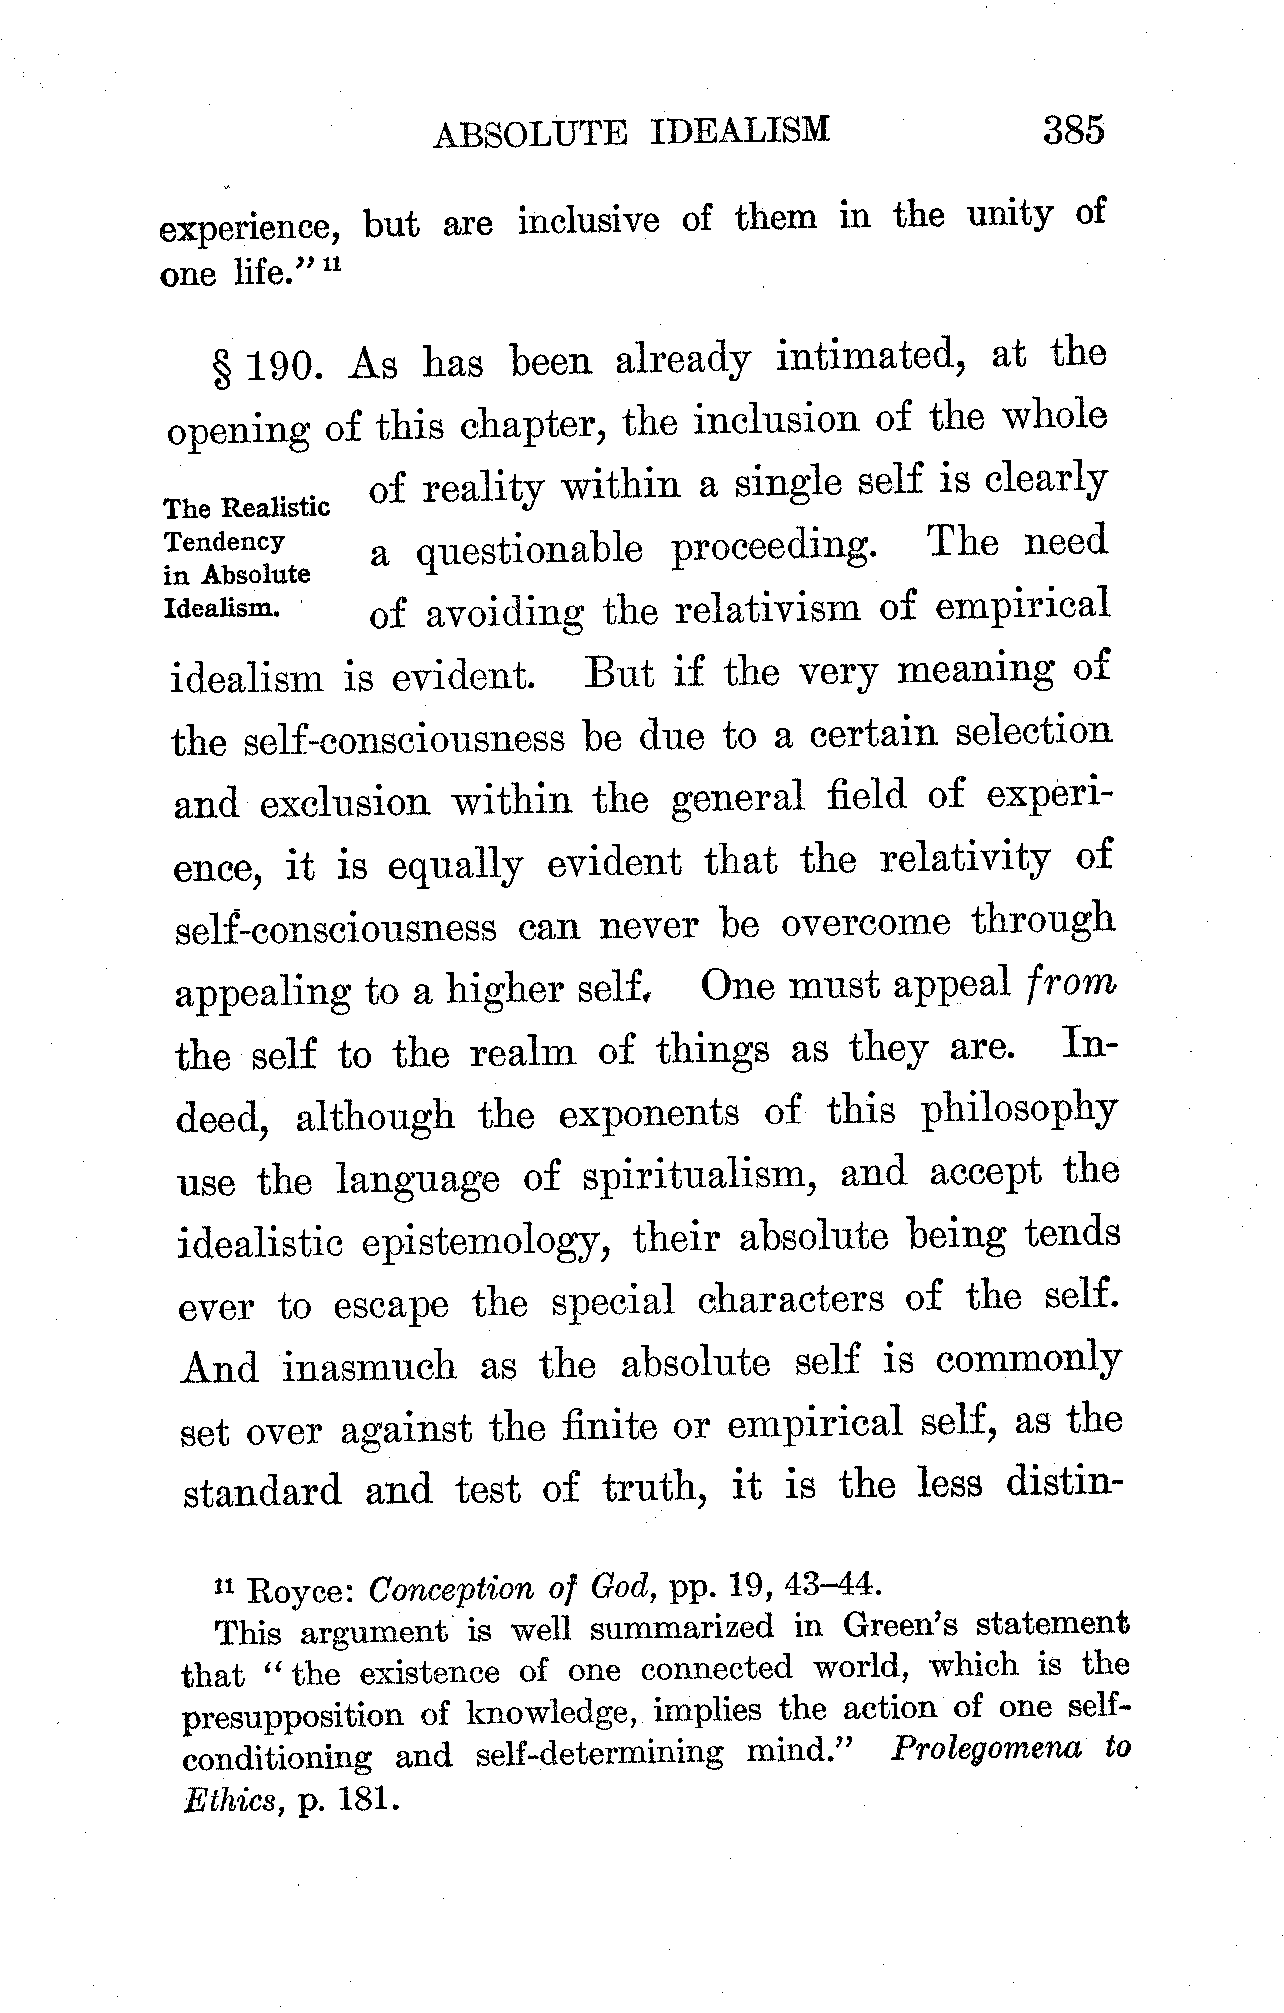 ABSOLUTE IDEALISM 385
experience, but are inclusive of them in the unity of
one life.” 11
§ 190. As has been already intimated, at the
opening of this chapter, the inclusion of the whole
The Realistic
Tendency
in Absolute
Idealism.
of reality within a single self is clearly
a questionable proceeding. The need
of avoiding the relativism of empirical
idealism is evident. But if the very meaning of
the self-consciousness be due to a certain selection
and exclusion within the general field of experi-
ence, it is equally evident that the relativity of
self-consciousness can never be overcome through
appealing to a higher self. One must appeal from
the self to the realm of things as they are. In-
deed, although the exponents of this philosophy
use the language of spiritualism, and accept the
idealistic epistemology, their absolute being tends
ever to escape the special characters of the self.
And inasmuch as the absolute self is commonly
set over against the finite or empirical self, as the
standard and test of truth, it is the less distin-
11 Royce: Conception of God, pp. 19, 43–44.
This argument is well summarized in Green's statement
that “the existence of one connected world, which is the
presupposition of knowledge, implies the action of one self-
conditioning and self-determining mind.” Prolegomena to
Ethics, p. 181.